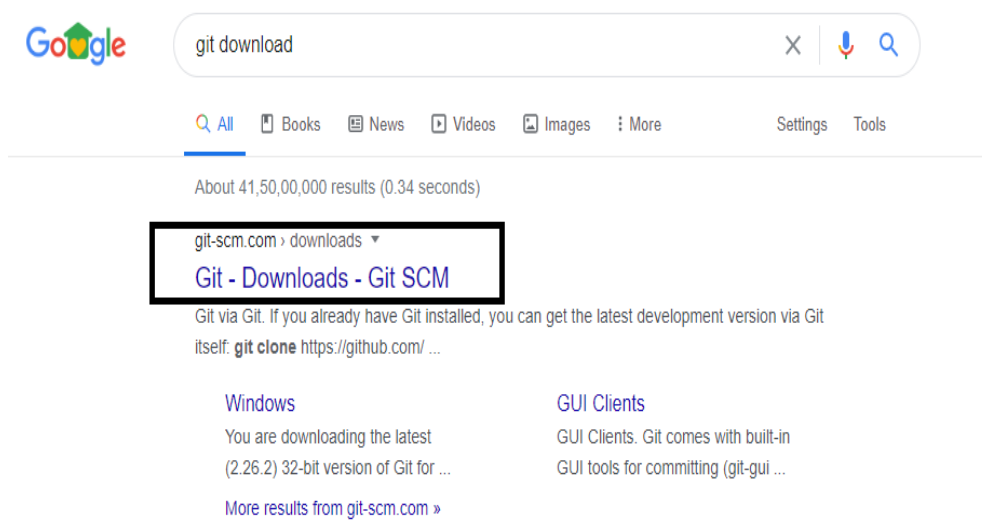 Google
git download
All Books News Videos Images More Settings Tools
About 41,50,00,000 results (0.34 seconds)
git-scm.com › downloads
Git - Downloads - Git SCM
Git via Git. If you already have Git installed, you can get the latest development version via Git
itself: git clone https://github.com/ ...
Windows
You are downloading the latest
(2.26.2) 32-bit version of Git for ...
GUI Clients
GUI Clients. Git comes with built-in
GUI tools for committing (git-gui ...
More results from git-scm.com »